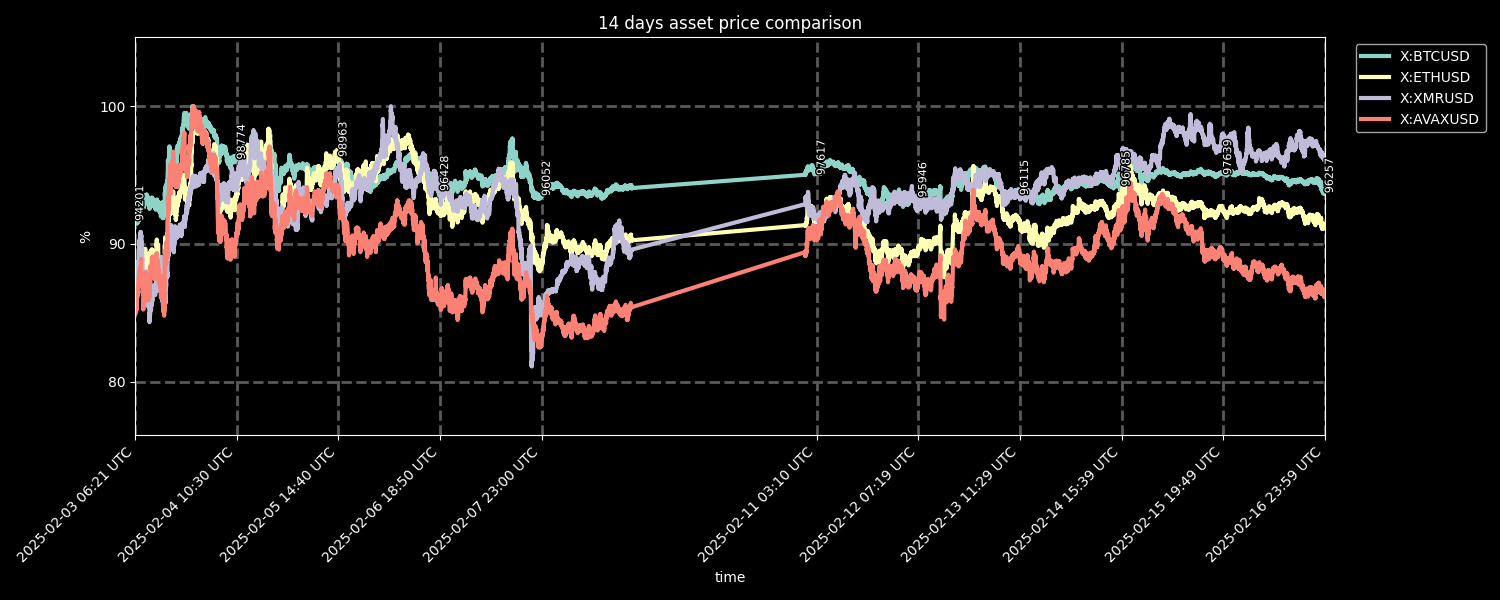 14 days asset price comparison
X:BTCUSD
X:ETHUSD
X:XMRUSD
X:AVAXUSD
100
90
80
%
94201
98774
98963
96428
96052
97617
95946
96115
96785
97639
96257
2025-02-03 06:21 UTC
2025-02-04 10:30 UTC
2025-02-05 14:40 UTC
2025-02-06 18:50 UTC
2025-02-07 23:00 UTC
2025-02-11 03:10 UTC
2025-02-12 07:19 UTC
2025-02-13 11:29 UTC
2025-02-14 15:39 UTC
2025-02-15 19:49 UTC
2025-02-16 23:59 UTC
time